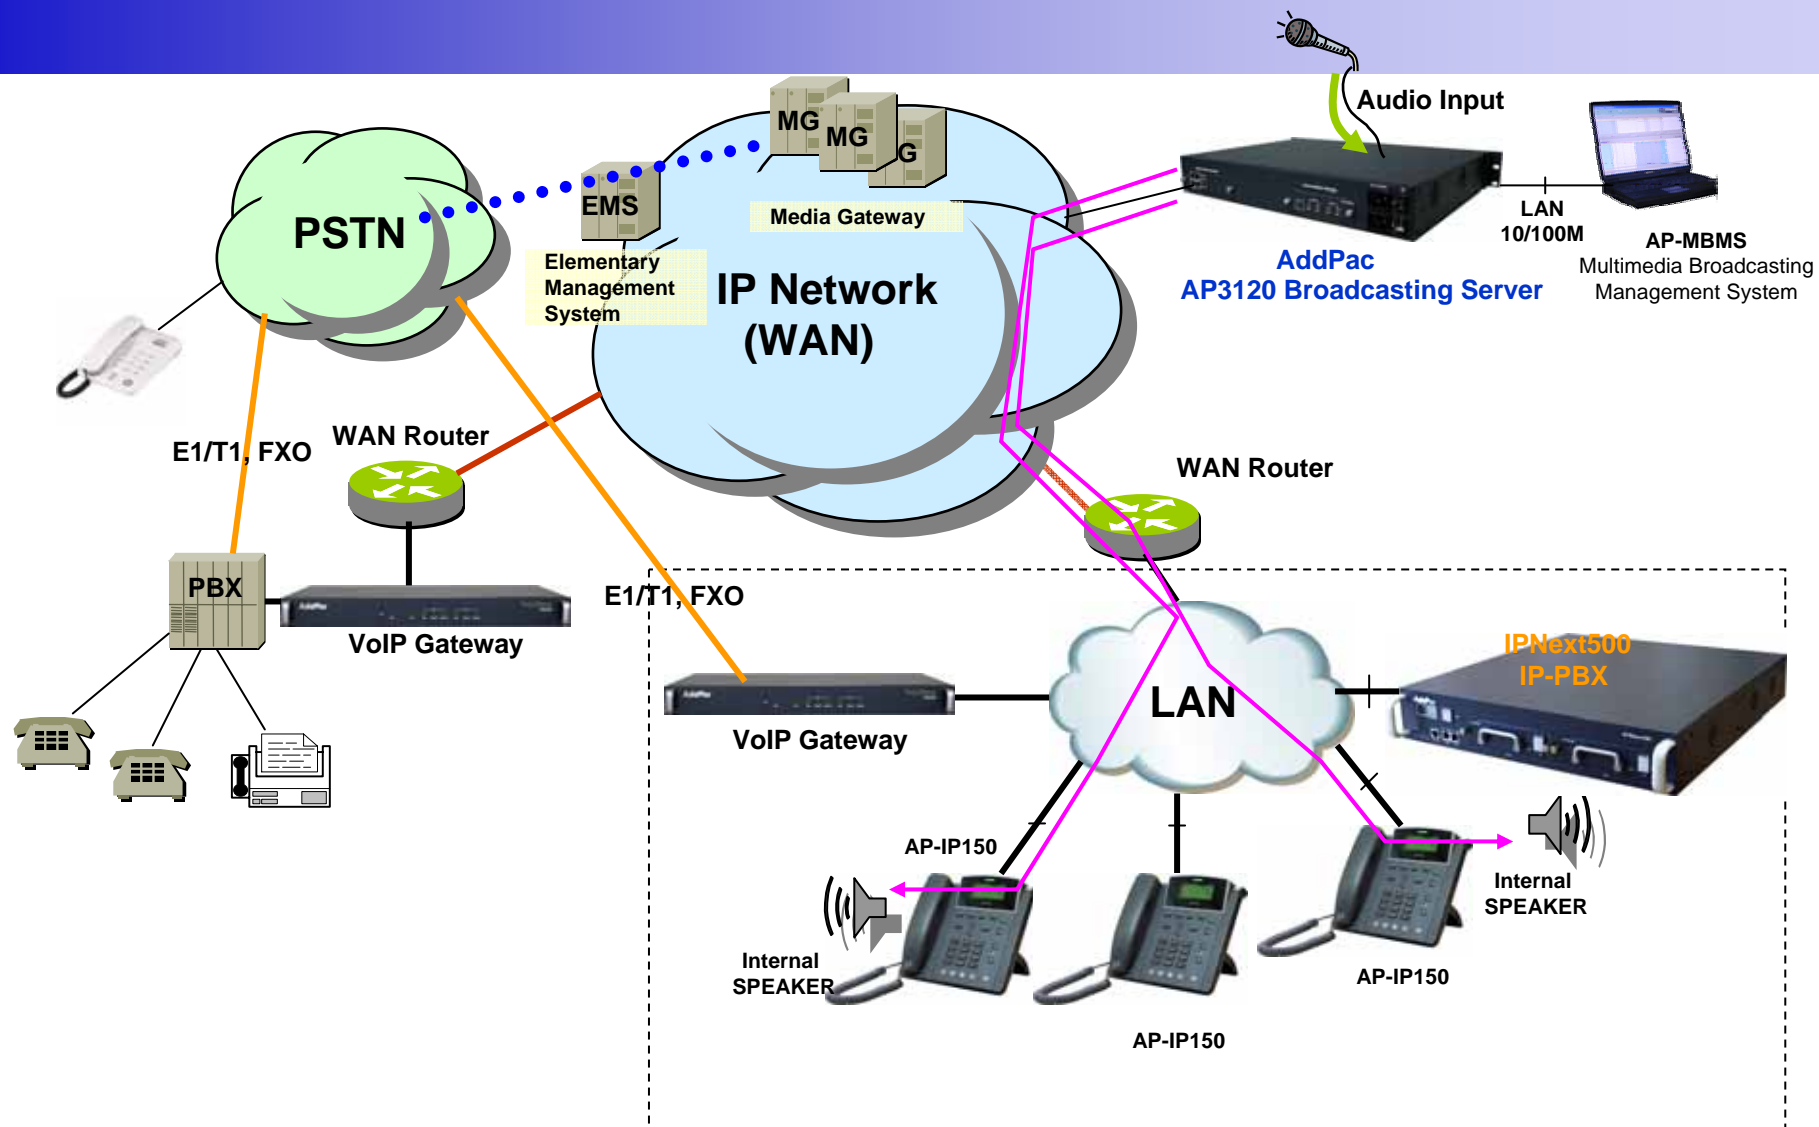 Audio Input
MG
MG
G
EMS
PSTN
Media Gateway
LAN
10/100M
AP-MBMS
Multimedia Broadcasting
Management System
AddPac
AP3120 Broadcasting Server
Elementary
Management
System
IP Network
(WAN)
E1/T1, FXO
WAN Router
WAN Router
PBX
VoIP Gateway
E1/T1, FXO
IPNext500
IP-PBX
LAN
VoIP Gateway
AP-IP150
Internal
SPEAKER
Internal
SPEAKER
AP-IP150
AP-IP150